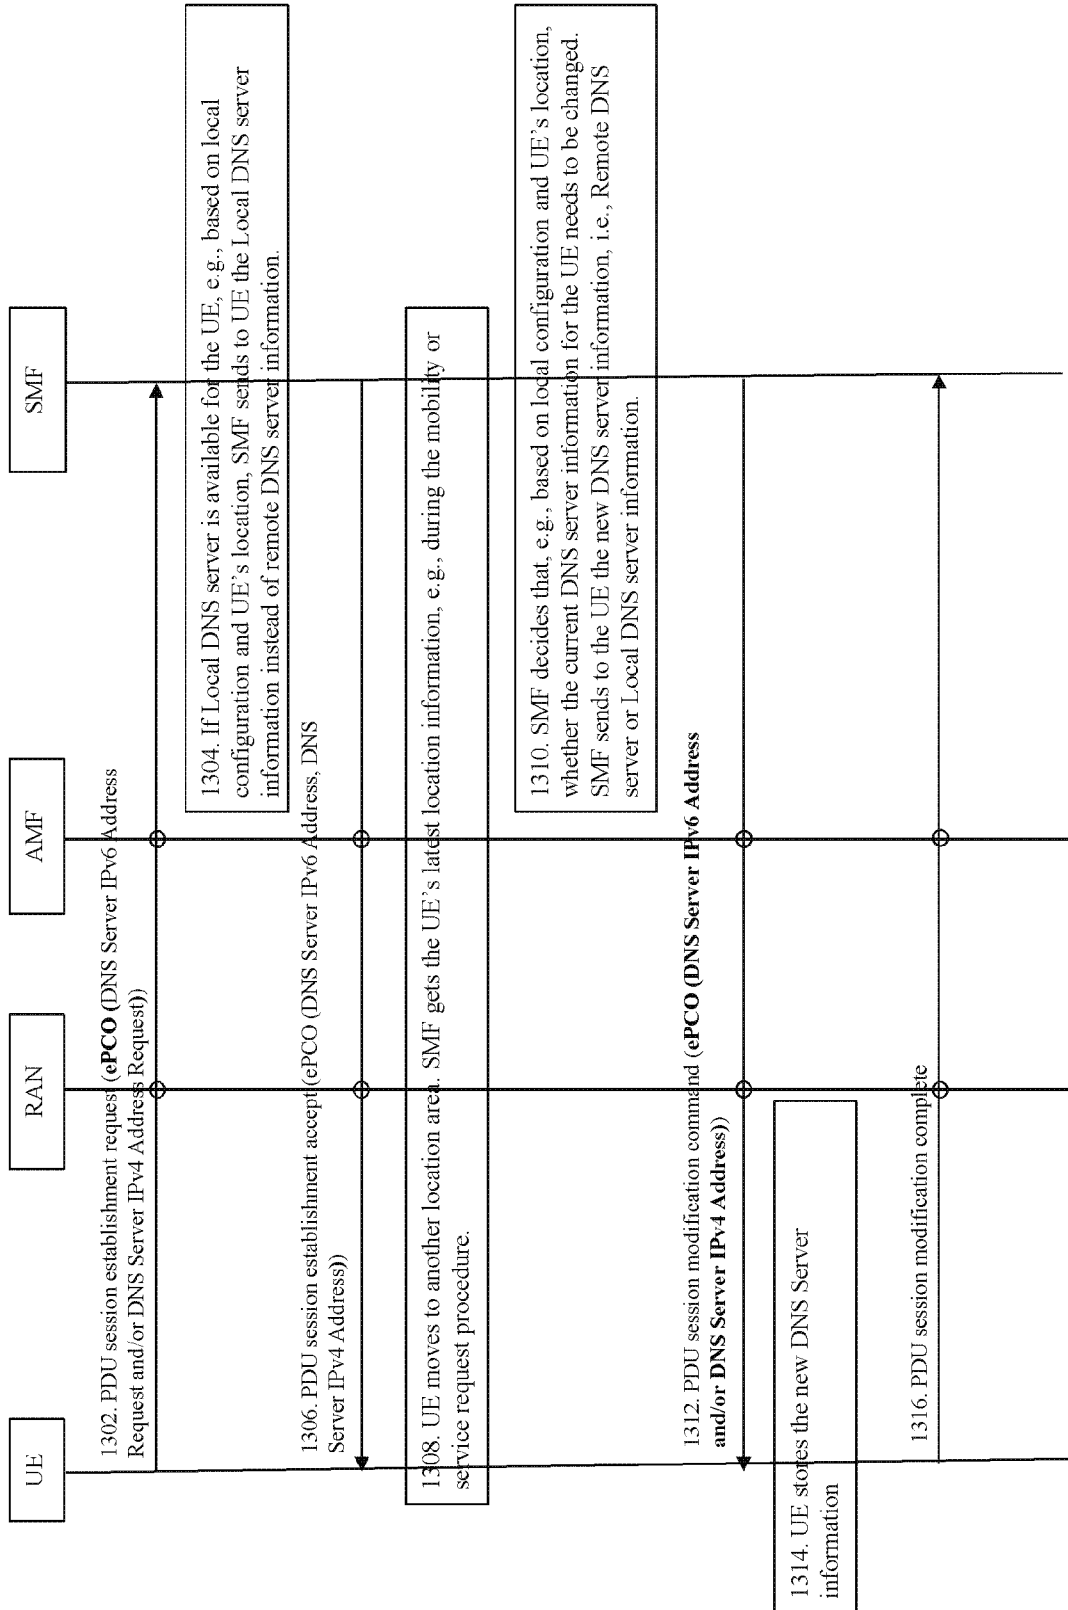 UE
RAN
AMF
SMF
1302. PDU session establishment request (ePCO (DNS Server IPv6 Address
Request and/or DNS Server IPv4 Address Request))
1304. If Local DNS server is available for the UE, e.g., based on local
configuration and UE's location, SMF sends to UE the Local DNS server
information instead of remote DNS server information.
1306. PDU session establishment accept (ePCO (DNS Server IPv6 Address, DNS
Server IPv4 Address))
1308. UE moves to another location area. SMF gets the UE's latest location information, e.g., during the mobility or
service request procedure.
1310. SMF decides that, e.g., based on local configuration and UE's location,
whether the current DNS server information for the UE needs to be changed.
SMF sends to the UE the new DNS server information, i.e., Remote DNS
server or Local DNS server information.
1312. PDU session modification command (ePCO (DNS Server IPv6 Address
and/or DNS Server IPv4 Address))
1314. UE stores the new DNS Server
information
1316. PDU session modification complete